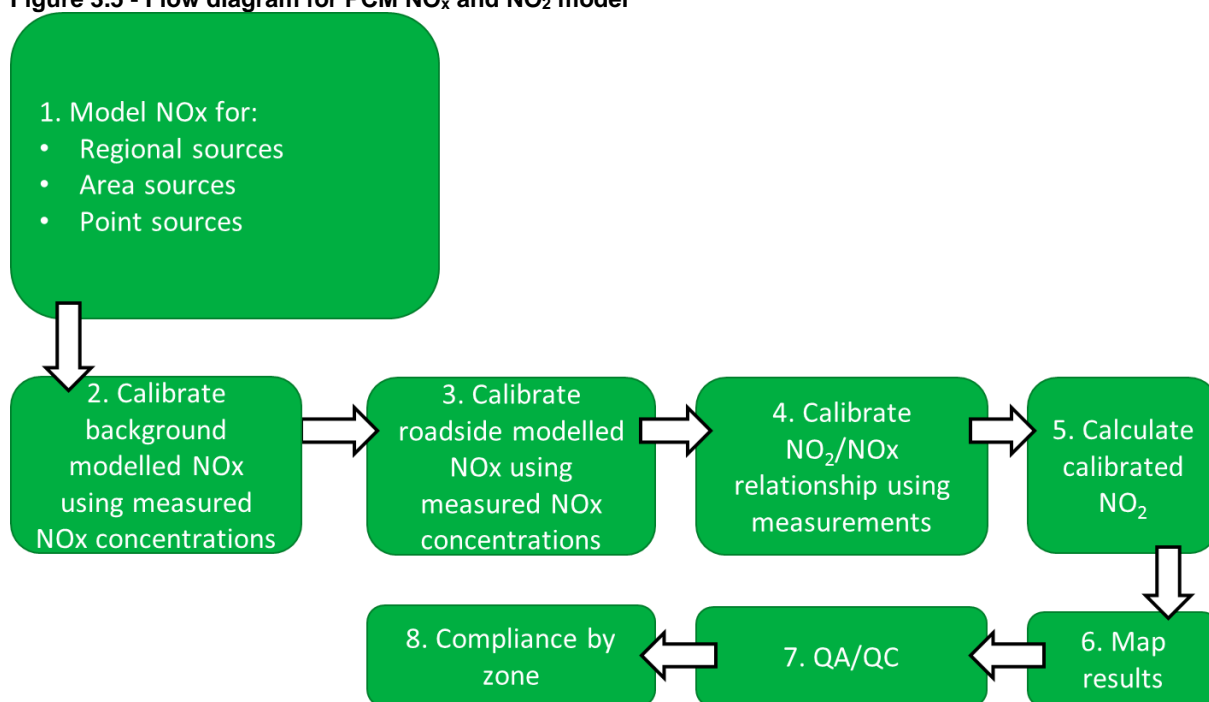 Figure 3.5 - Flow diagram for PCM NOₓ and NO₂ model
1. Model NOx for:
• Regional sources
• Area sources
• Point sources
2. Calibrate
background
modelled NOx
using measured
NOx concentrations
3. Calibrate
roadside modelled
NOx using
measured NOx
concentrations
4. Calibrate
NO₂/NOx
relationship using
measurements
5. Calculate
calibrated
NO₂
6. Map
results
7. QA/QC
8. Compliance by
zone